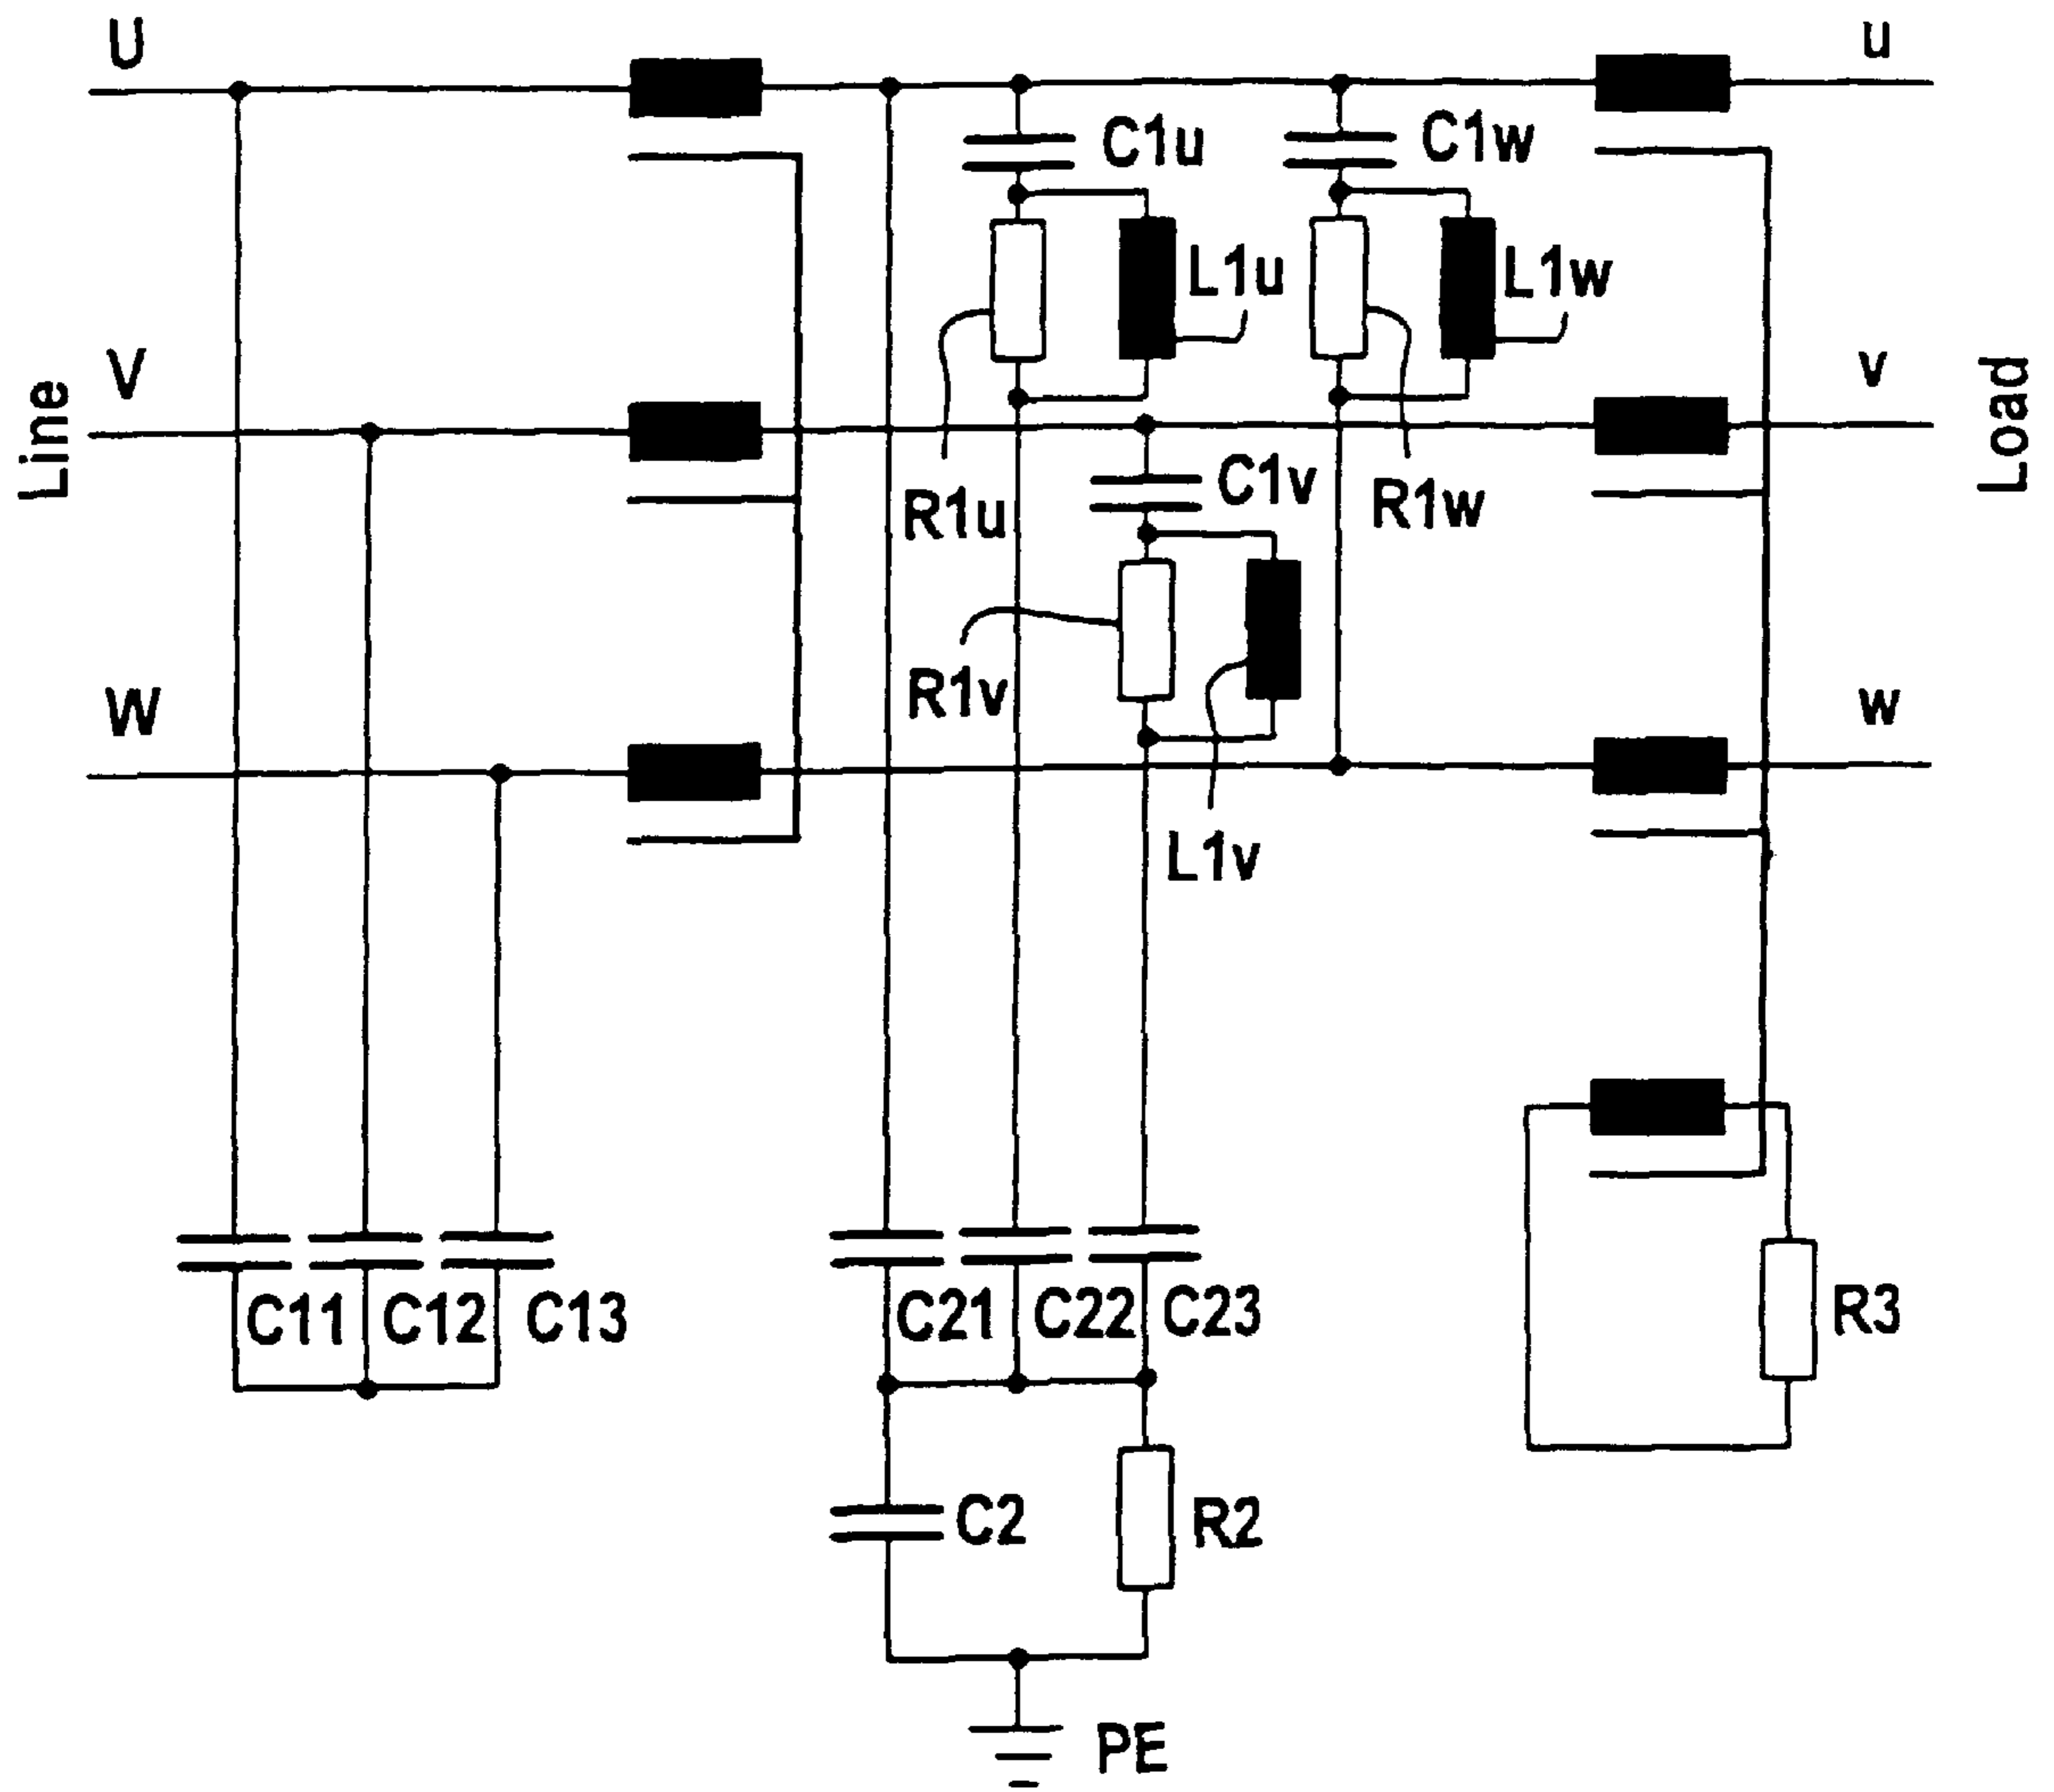 U
u
C1u
C1w
L1u
L1w
Line
V
v
Load
R1u
C1v
R1w
R1v
W
w
L1v
C11
C12
C13
C21
C22
C23
R3
C2
R2
PE